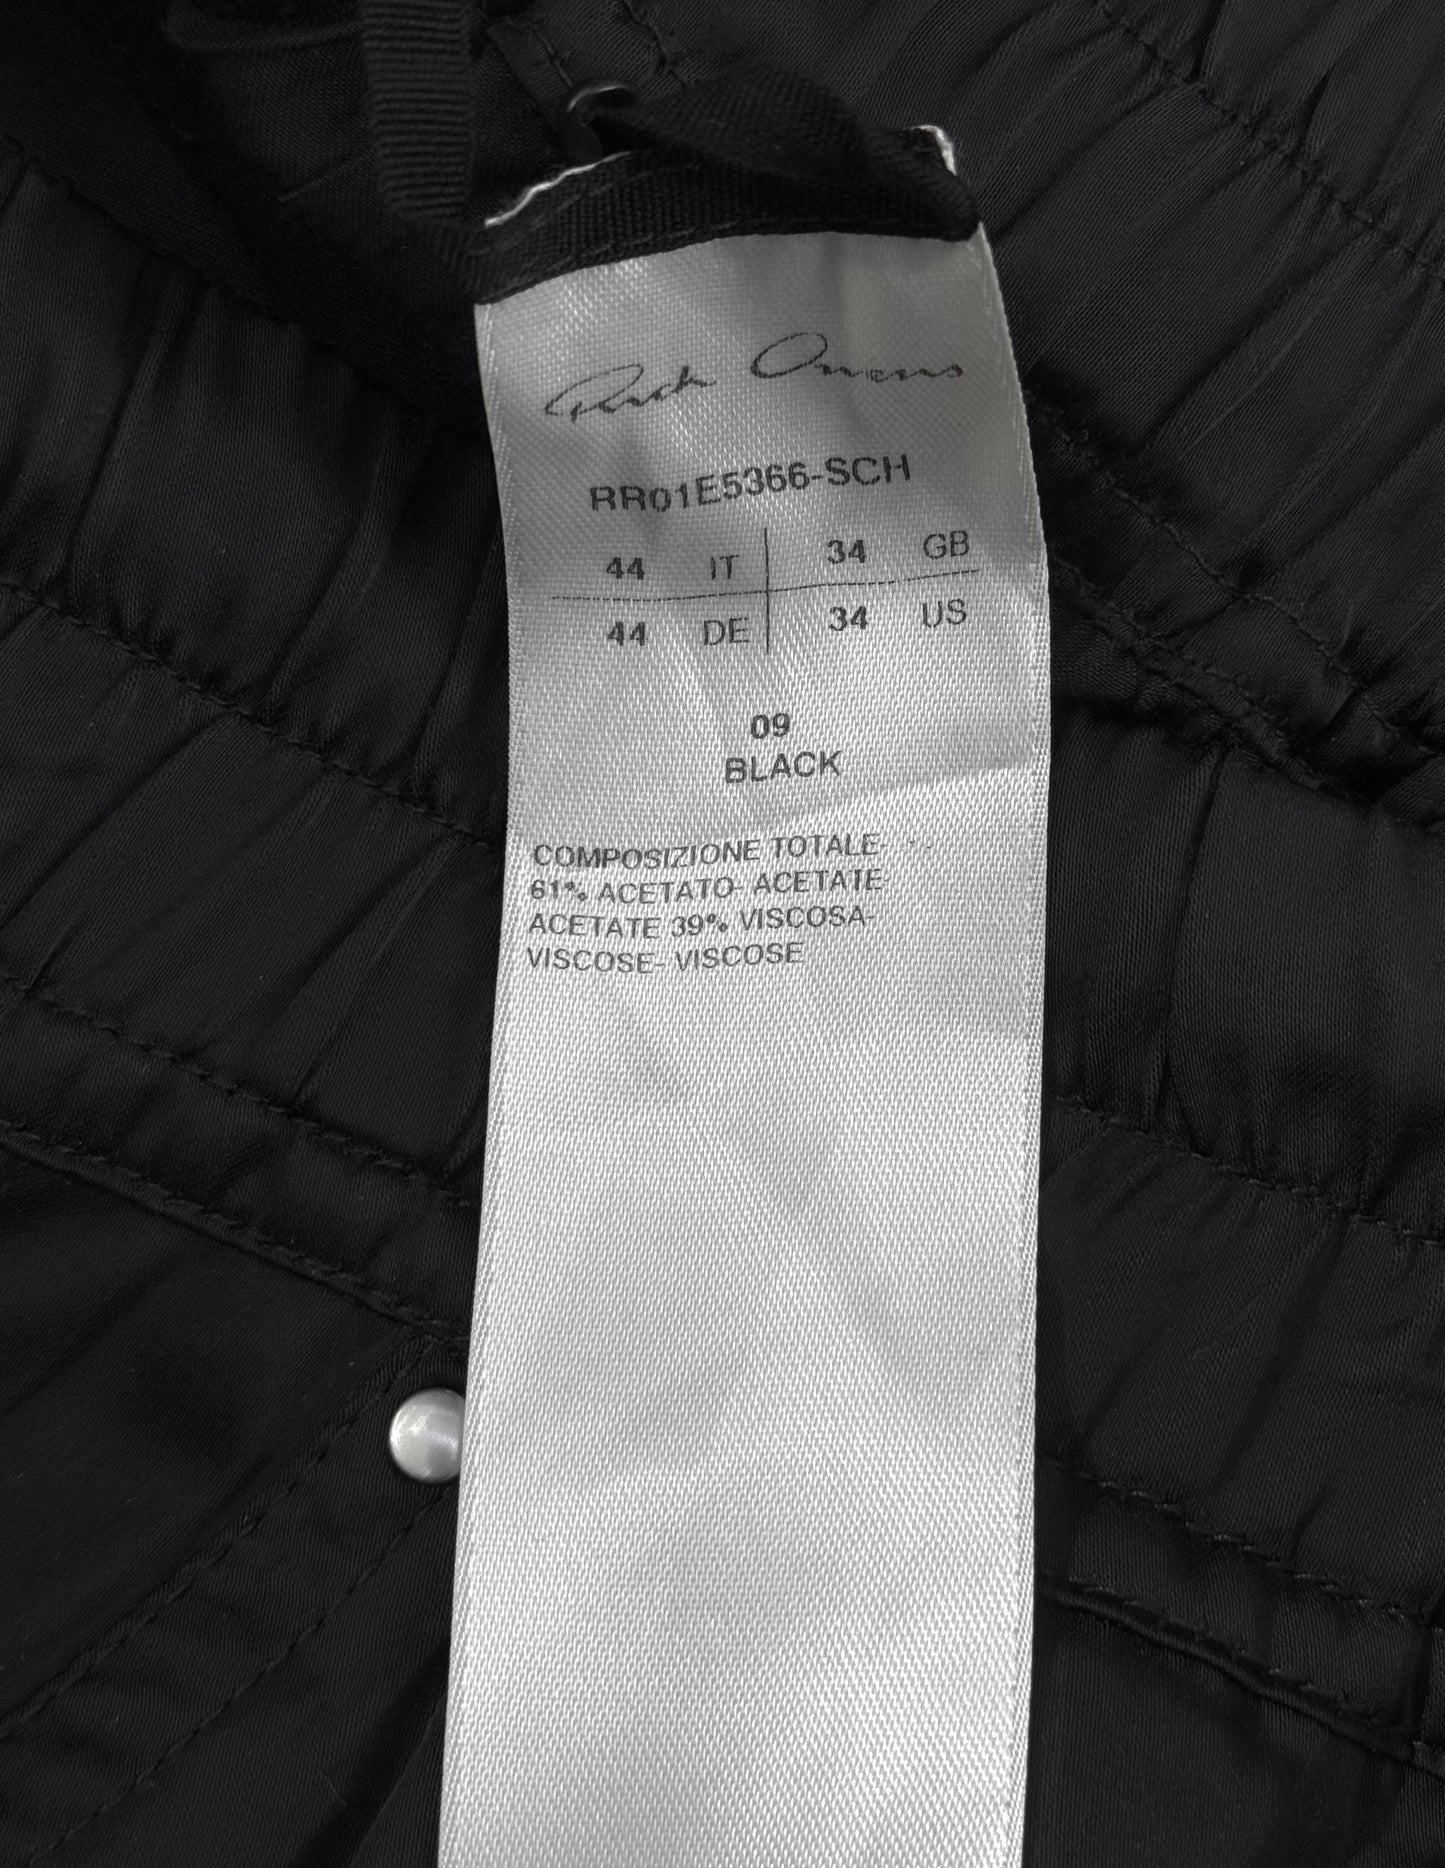 Rick Owens
RR01E5366-SCH
44 IT 34 GB
44 DE 34 US
09
BLACK
COMPOSIZIONE TOTALE-
61% ACETATO- ACETATE-
ACETATE 39% VISCOSA-
VISCOSE- VISCOSE